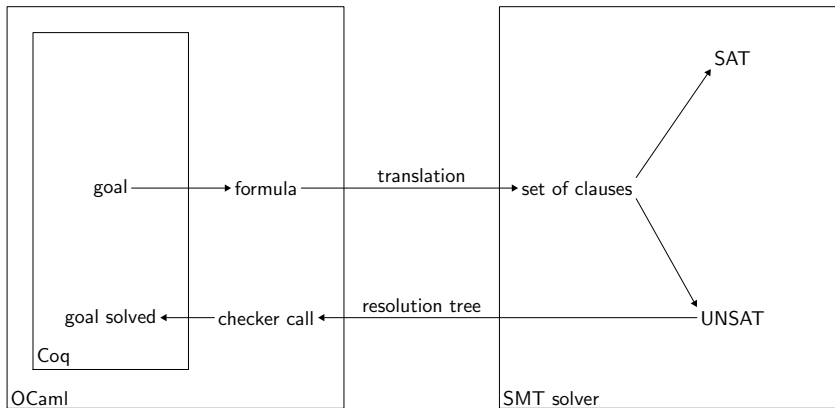 SAT
translation
goal
formula
set of clauses
resolution tree
goal solved
checker call
UNSAT
Coq
OCaml
SMT solver